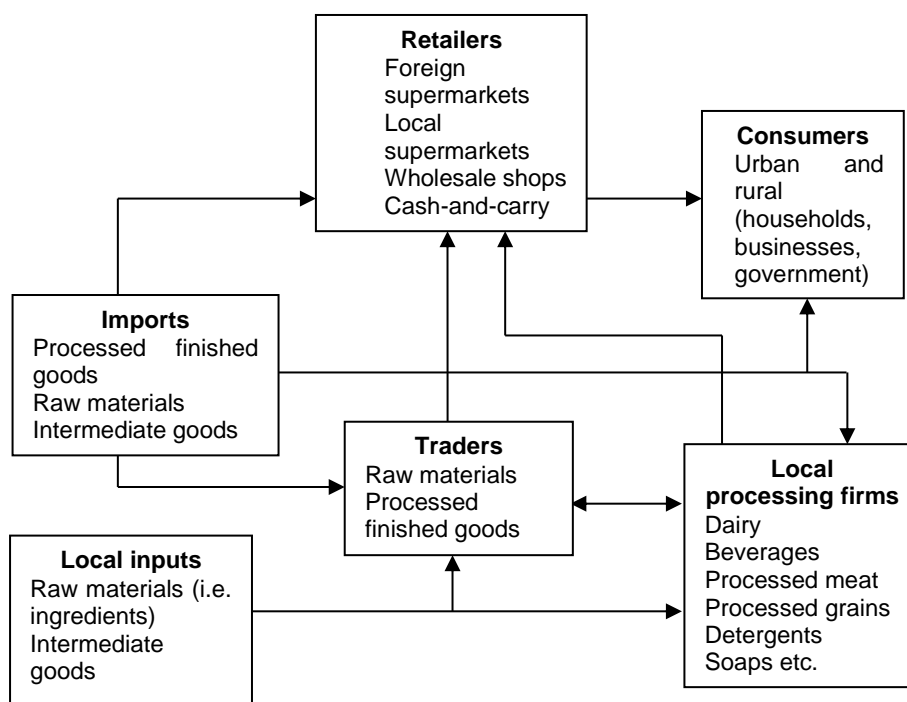 Retailers
Foreign
supermarkets
Local
supermarkets
Wholesale shops
Cash-and-carry
Consumers
Urban and
rural
(households,
businesses,
government)
Imports
Processed finished
goods
Raw materials
Intermediate goods
Traders
Raw materials
Processed
finished goods
Local
processing firms
Dairy
Beverages
Processed meat
Processed grains
Detergents
Soaps etc.
Local inputs
Raw materials (i.e.
ingredients)
Intermediate
goods